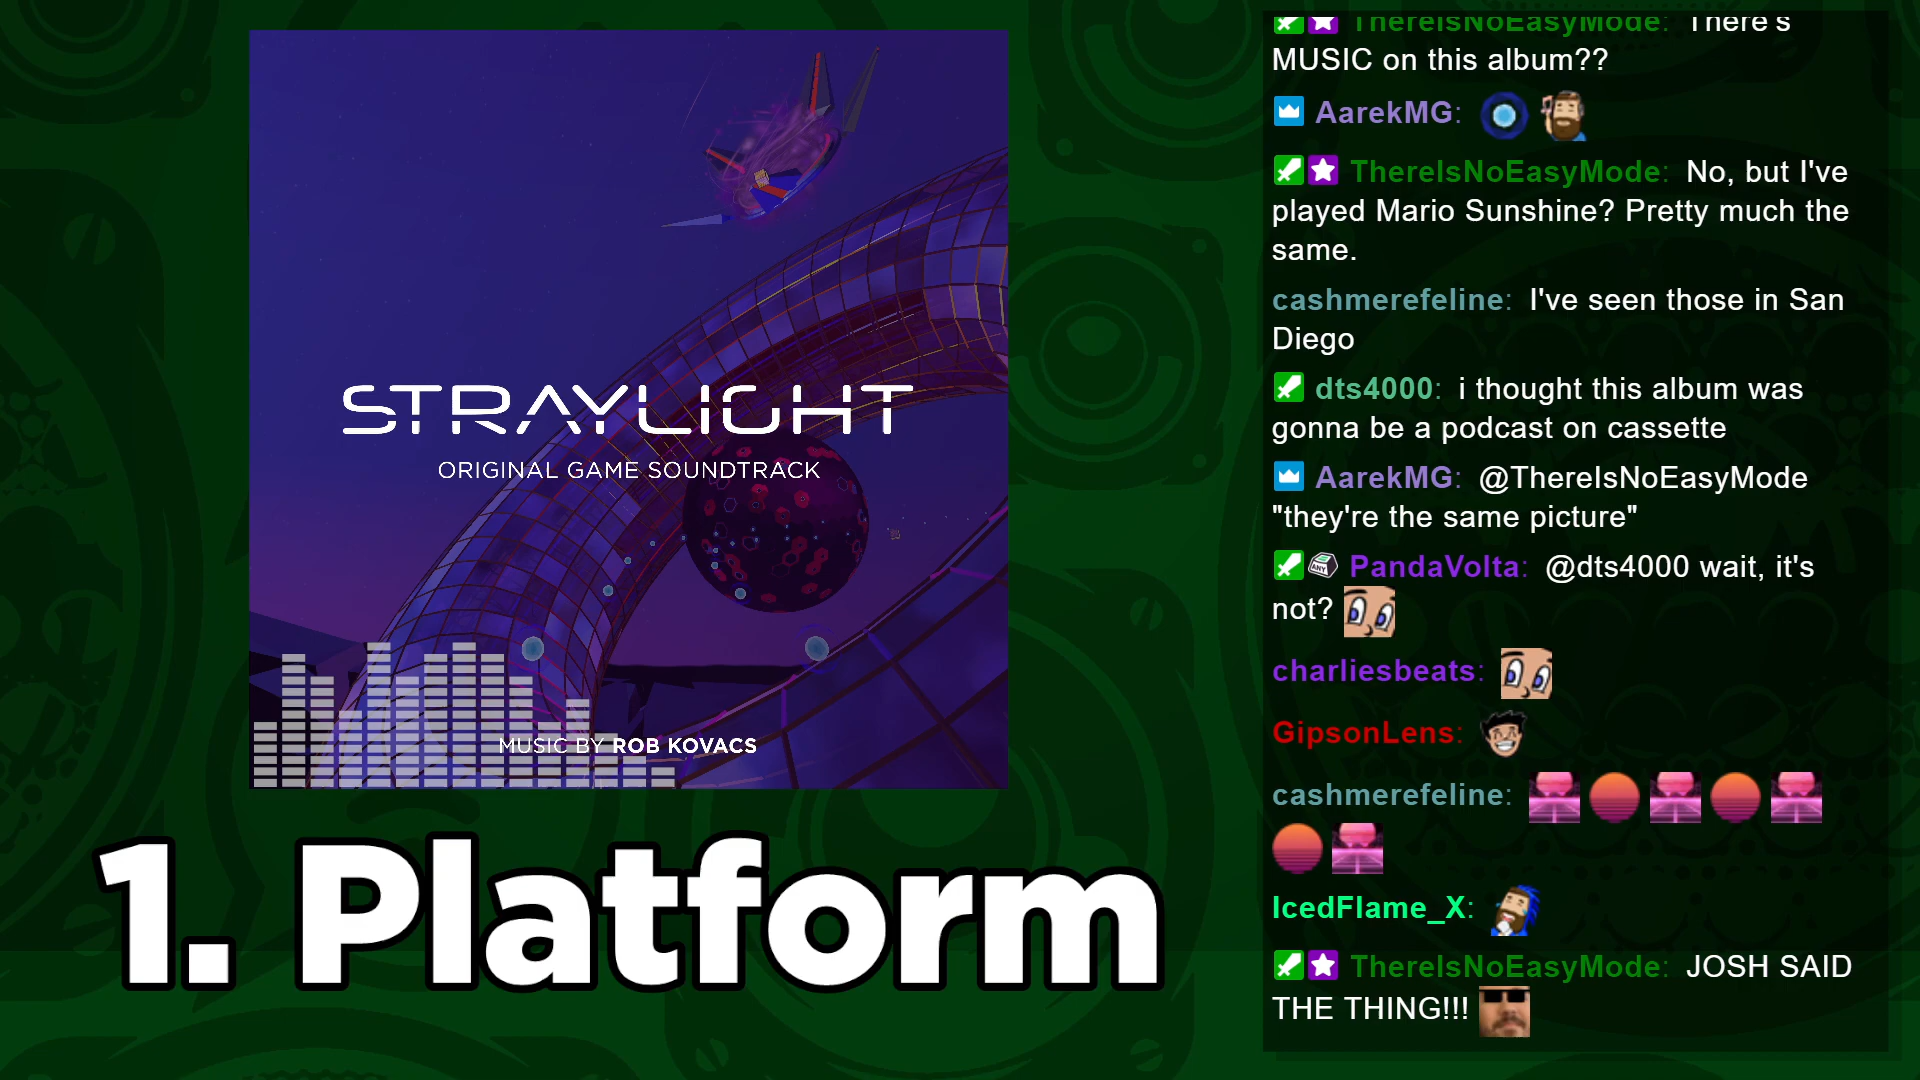 STRAYLIGHT
ORIGINAL GAME SOUNDTRACK
MUSIC BY ROB KOVACS
1. Platform
ThereIsNoEasyMode: There's
MUSIC on this album??
AarekMG:
ThereIsNoEasyMode: No, but I've
played Mario Sunshine? Pretty much the
same.
cashmerefeline: I've seen those in San
Diego
dts4000: i thought this album was
gonna be a podcast on cassette
AarekMG: @ThereIsNoEasyMode
"they're the same picture"
ANY PandaVolta: @dts4000 wait, it's
not?
charliesbeats:
GipsonLens:
cashmerefeline:
IcedFlame_X:
ThereIsNoEasyMode: JOSH SAID
THE THING!!!